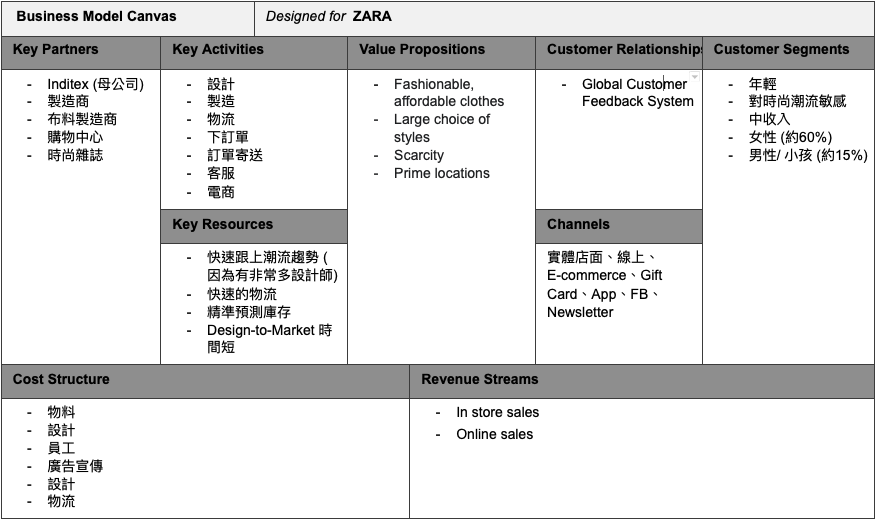 Business Model Canvas
Designed for ZARA
Key Partners
- Inditex (母公司)
- 製造商
- 布料製造商
- 購物中心
- 時尚雜誌
Key Activities
- 設計
- 製造
- 物流
- 下訂單
- 訂單寄送
- 客服
- 電商
Key Resources
- 快速跟上潮流趨勢 (
因為有非常多設計師)
- 快速的物流
- 精準預測庫存
- Design-to-Market 時
間短
Value Propositions
- Fashionable,
affordable clothes
- Large choice of
styles
- Scarcity
- Prime locations
Customer Relationships
- Global Customer
Feedback System
Channels
實體店面、線上、
E-commerce、Gift
Card、App、FB、
Newsletter
Customer Segments
- 年輕
- 對時尚潮流敏感
- 中收入
- 女性 (約60%)
- 男性/ 小孩 (約15%)
Cost Structure
- 物料
- 設計
- 員工
- 廣告宣傳
- 設計
- 物流
Revenue Streams
- In store sales
- Online sales